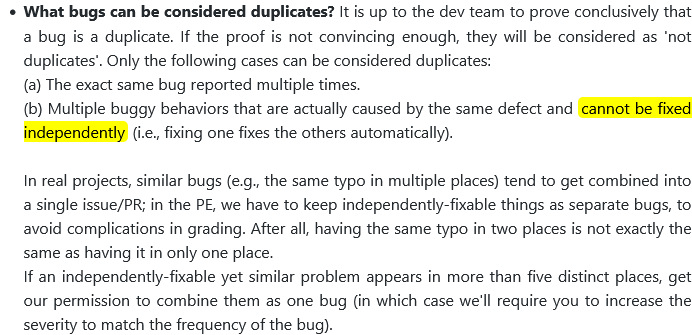 • What bugs can be considered duplicates? It is up to the dev team to prove conclusively that
a bug is a duplicate. If the proof is not convincing enough, they will be considered as 'not
duplicates'. Only the following cases can be considered duplicates:
(a) The exact same bug reported multiple times.
(b) Multiple buggy behaviors that are actually caused by the same defect and cannot be fixed
independently (i.e., fixing one fixes the others automatically).
In real projects, similar bugs (e.g., the same typo in multiple places) tend to get combined into
a single issue/PR; in the PE, we have to keep independently-fixable things as separate bugs, to
avoid complications in grading. After all, having the same typo in two places is not exactly the
same as having it in only one place.
If an independently-fixable yet similar problem appears in more than five distinct places, get
our permission to combine them as one bug (in which case we'll require you to increase the
severity to match the frequency of the bug).